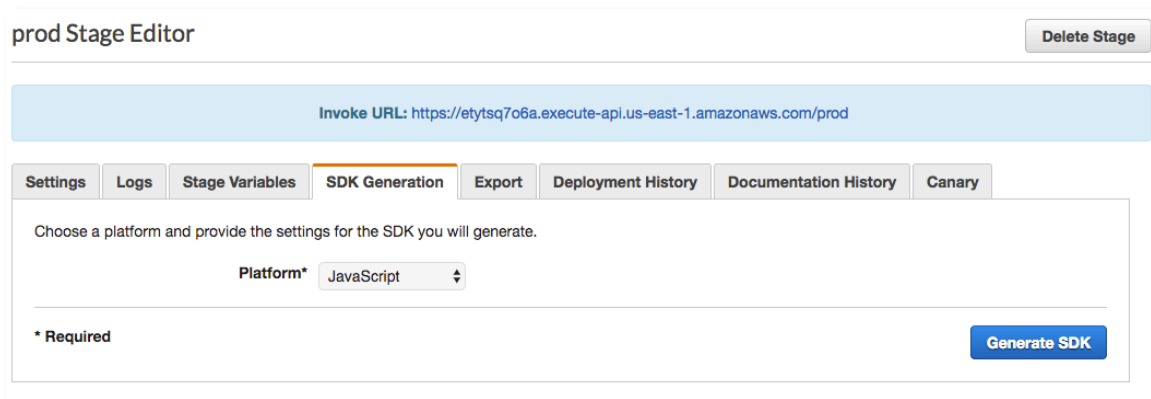 prod Stage Editor
Delete Stage
Invoke URL: https://etytsq7o6a.execute-api.us-east-1.amazonaws.com/prod
Settings Logs Stage Variables SDK Generation Export Deployment History Documentation History Canary
Choose a platform and provide the settings for the SDK you will generate.
Platform* JavaScript
* Required
Generate SDK